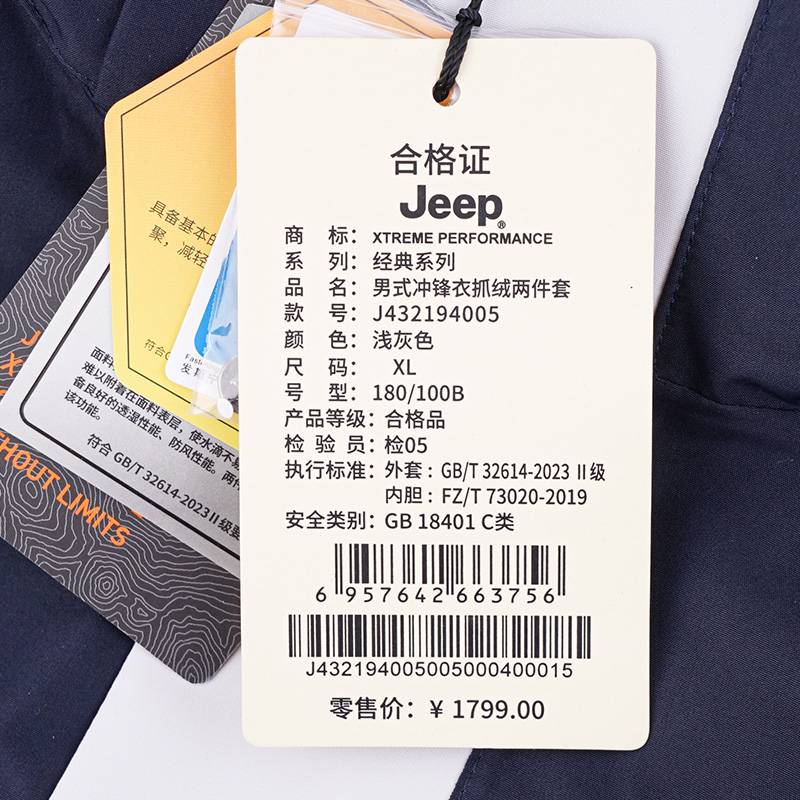 合格证
Jeep®
商 标：XTREME PERFORMANCE
系 列：经典系列
品 名：男式冲锋衣抓绒两件套
款 号：J432194005
颜 色：浅灰色
尺 码： XL
号 型：180/100B
产品等级：合格品
检 验 员：检05
执行标准：外套：GB/T 32614-2023 II级
内胆：FZ/T 73020-2019
安全类别：GB 18401 C类
6 957642 663756
J432194005005000400015
零售价：¥ 1799.00
具备基本的
聚，减轻
符合G
面料
难以附着在面料表层，使水滴不易
备良好的透湿性能、防风性能。两件
该功能。
符合 GB/T 32614-2023 II级要
J
X
HOUT LIMITS